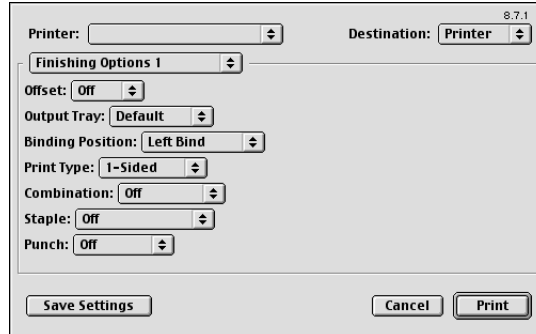 8.7.1
Printer: Destination: Printer
Finishing Options 1
Offset: Off
Output Tray: Default
Binding Position: Left Bind
Print Type: 1-Sided
Combination: Off
Staple: Off
Punch: Off
Save Settings Cancel Print